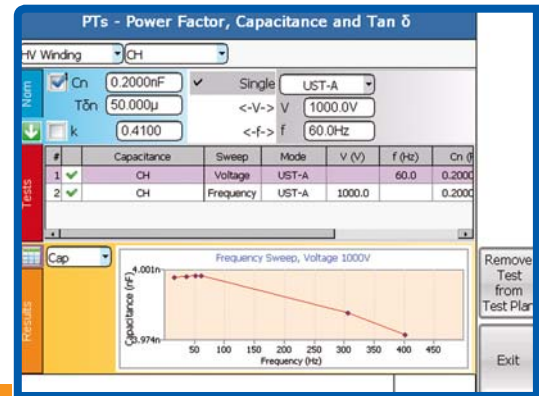 PTs - Power Factor, Capacitance and Tan δ
HV Winding CH
Nom
Cn 0.2000nF Single UST-A
Tδn 50.000µ <-V-> V 1000.0V
k 0.4100 <-f-> f 60.0Hz
Tests
# Capacitance Sweep Mode V (V) f (Hz) Cn (F
1 CH Voltage UST-A 60.0 0.2000
2 CH Frequency UST-A 1000.0 0.2000
Results
Cap
Frequency Sweep, Voltage 1000V
Capacitance (nF)
4.001n
3.974n
50 100 150 200 250 300 350 400 450
Frequency (Hz)
Remove
Test
from
Test Plan
Exit